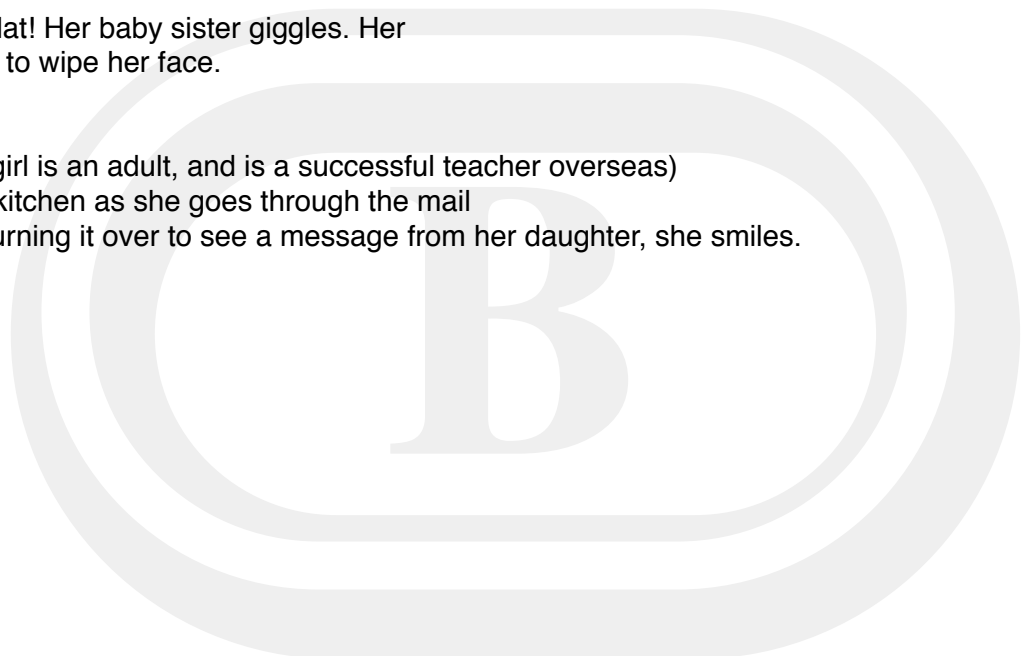 lat! Her baby sister giggles. Her
to wipe her face.
girl is an adult, and is a successful teacher overseas)
kitchen as she goes through the mail
urning it over to see a message from her daughter, she smiles.
B